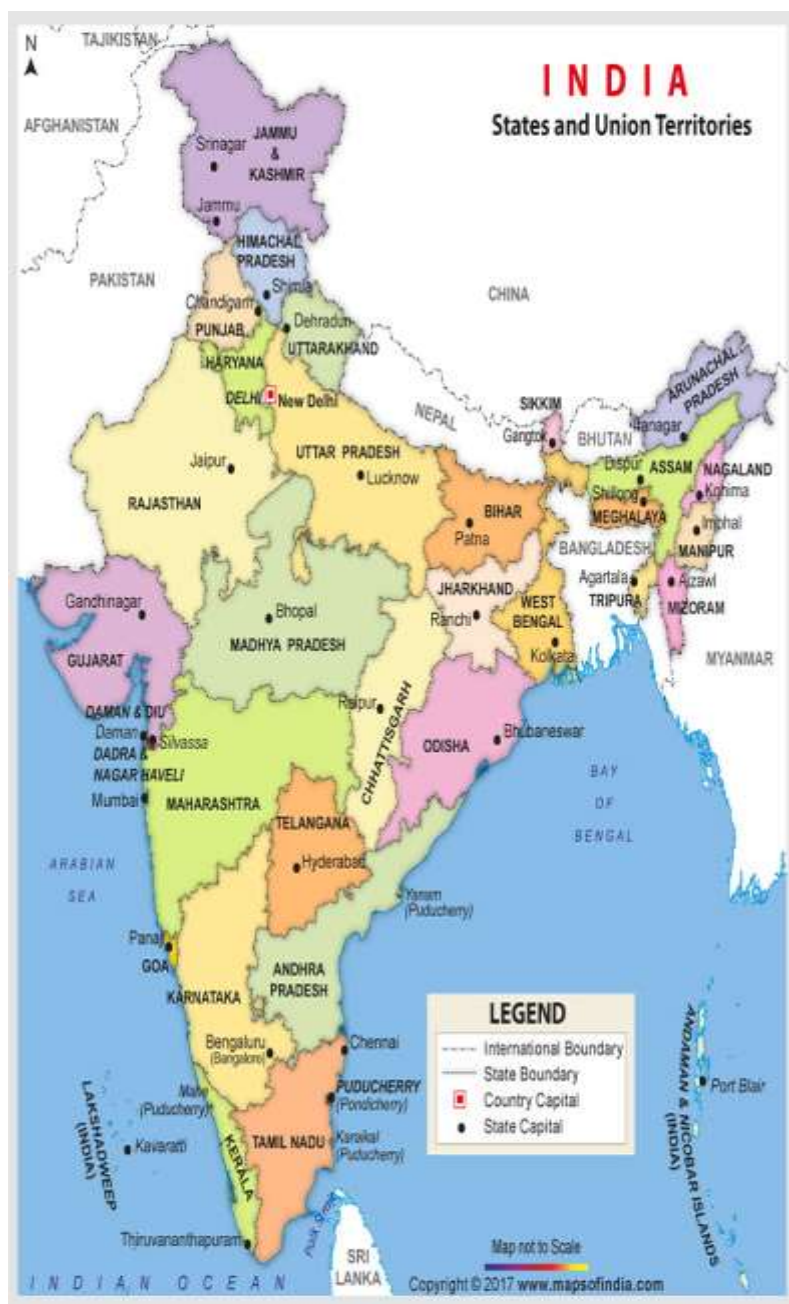 N
TAJIKISTAN
INDIA
States and Union Territories
AFGHANISTAN
JAMMU
&
KASHMIR
Srinagar
Jammu
HIMACHAL
PRADESH
PAKISTAN
Shimla
CHINA
Chandigarh
PUNJAB
Dehradun
UTTARAKHAND
HARYANA
DELHI
New Delhi
ARUNACHAL
PRADESH
SIKKIM
NEPAL
Gangtok
BHUTAN
Itanagar
UTTAR PRADESH
Jaipur
Lucknow
Dispur
ASSAM
NAGALAND
RAJASTHAN
BIHAR
Shillong
Kohima
MEGHALAYA
Patna
Imphal
BANGLADESH
MANIPUR
Gandhinagar
Bhopal
JHARKHAND
Agartala
Aizawl
TRIPURA
MIZORAM
Ranchi
WEST
BENGAL
GUJARAT
MADHYA PRADESH
Kolkata
MYANMAR
Raipur
CHHATTISGARH
DAMAN & DIU
Daman
Silvassa
DADRA &
NAGAR HAVELI
ODISHA
Bhubaneswar
Mumbai
MAHARASHTRA
BAY
OF
BENGAL
TELANGANA
Hyderabad
ARABIAN
SEA
Yanam
(Puducherry)
Panaji
GOA
KARNATAKA
ANDHRA
PRADESH
LEGEND
International Boundary
State Boundary
Country Capital
State Capital
Bengaluru
(Bangalore)
Chennai
Mahe
(Puducherry)
PUDUCHERRY
(Pondicherry)
LAKSHADWEEP
(INDIA)
Kavaratti
KERALA
TAMIL NADU
Karaikal
(Puducherry)
ANDAMAN & NICOBAR ISLANDS
(INDIA)
Port Blair
Thiruvananthapuram
Palk Strait
SRI
LANKA
Map not to Scale
INDIAN OCEAN
Copyright © 2017 www.mapsofindia.com